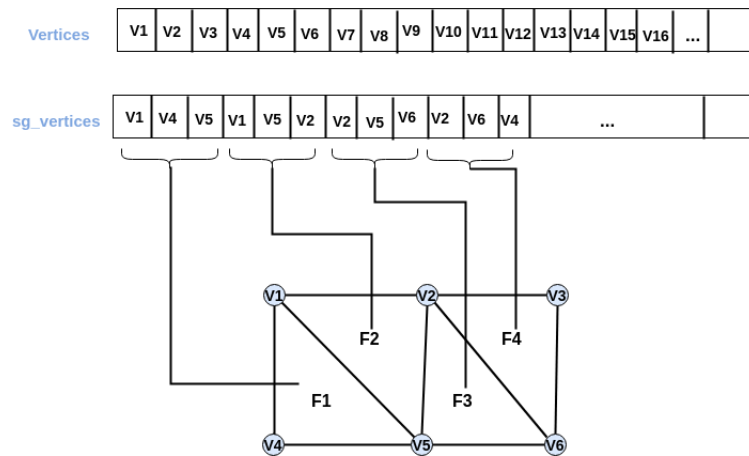 Vertices V1 V2 V3 V4 V5 V6 V7 V8 V9 V10 V11 V12 V13 V14 V15 V16 ...
sg_vertices V1 V4 V5 V1 V5 V2 V2 V5 V6 V2 V6 V4 ...
V1 V2 V3
F2 F4
F1 F3
V4 V5 V6